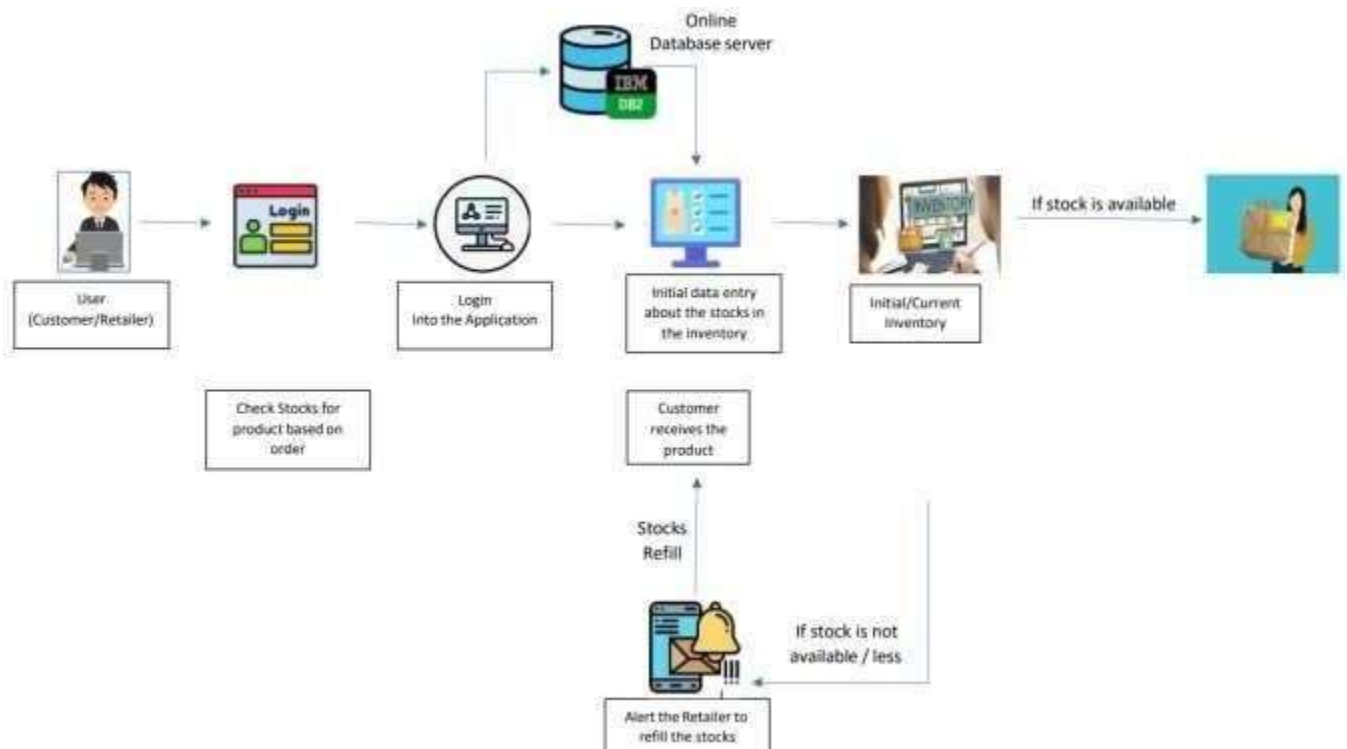 Online
Database server
IBM
DB2
Login
INVENTORY
If stock is available
User
(Customer/Retailer)
Login
Into the Application
Initial data entry
about the stocks in
the inventory
Initial/Current
Inventory
Check Stocks for
product based on
order
Customer
receives the
product
Stocks
Refill
If stock is not
available / less
Alert the Retailer to
refill the stocks